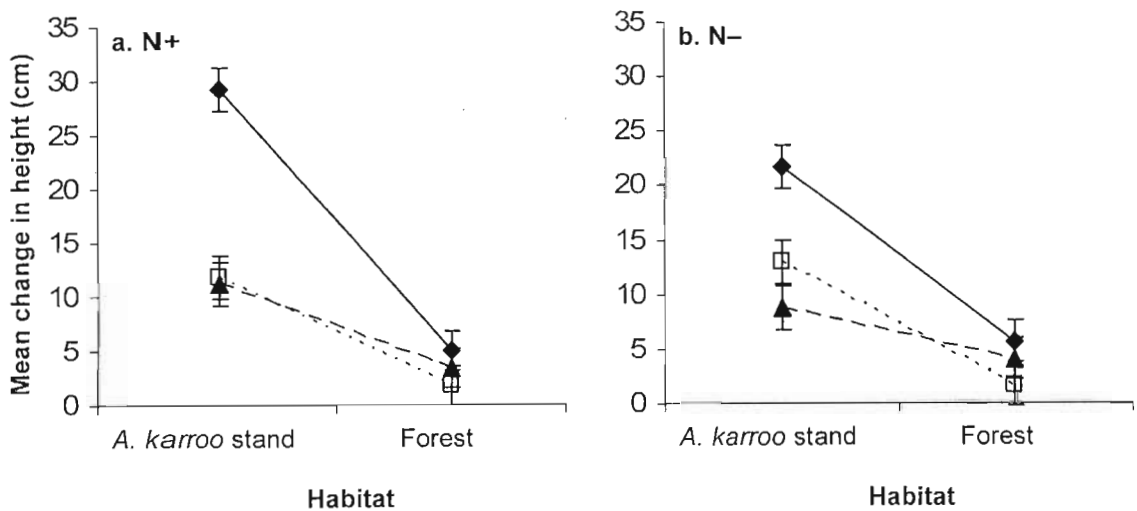 Mean change in height (cm)
35
30
25
20
15
10
5
0
a. N+
A. karroo stand
Forest
Habitat
35
30
25
20
15
10
5
0
b. N–
A. karroo stand
Forest
Habitat